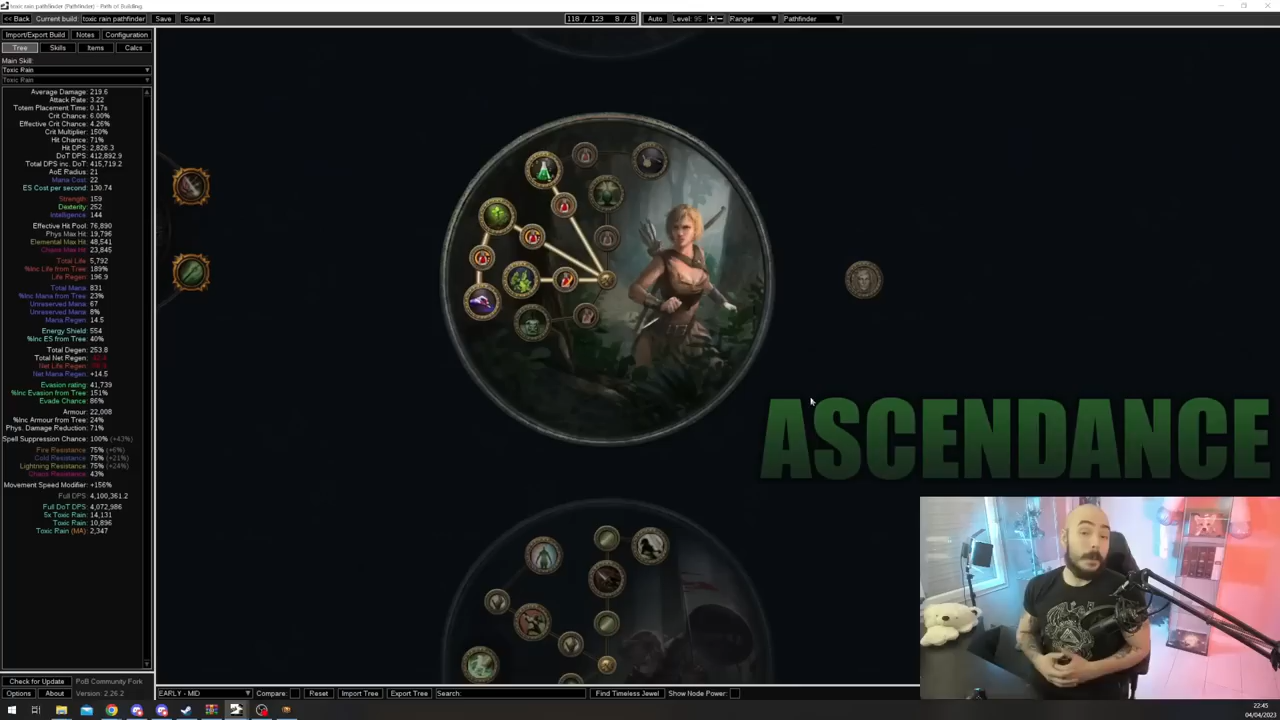 toxic rain pathfinder (Pathfinder) - Path of Building
<< Back Current build: toxic rain pathfinder Save Save As 118 / 123 8 / 8 Auto Level: 95 + - Ranger Pathfinder
Import/Export Build Notes Configuration
Tree Skills Items Calcs
Main Skill:
Toxic Rain
Toxic Rain
Average Damage: 219.6
Attack Rate: 3.22
Totem Placement Time: 0.17s
Crit Chance: 6.00%
Effective Crit Chance: 4.26%
Crit Multiplier: 150%
Hit Chance: 71%
Hit DPS: 2,826.3
DoT DPS: 412,892.9
Total DPS inc. DoT: 415,719.2
AoE Radius: 21
Mana Cost: 22
ES Cost per second: 130.74
Strength: 159
Dexterity: 252
Intelligence: 144
Effective Hit Pool: 76,890
Phys Max Hit: 19,796
Elemental Max Hit: 48,541
Chaos Max Hit: 23,845
Total Life: 5,792
%Inc Life from Tree: 189%
Life Regen: 196.9
Total Mana: 831
%Inc Mana from Tree: 23%
Unreserved Mana: 67
Unreserved Mana: 8%
Mana Regen: 14.5
Energy Shield: 554
%Inc ES from Tree: 40%
Total Degen: 253.8
Total Net Regen:
Net Life Regen:
Net Mana Regen: +14.5
Evasion rating: 41,739
%Inc Evasion from Tree: 151%
Evade Chance: 86%
Armour: 22,008
%Inc Armour from Tree: 24%
Phys. Damage Reduction: 71%
Spell Suppression Chance: 100% (+43%)
Fire Resistance: 75% (+6%)
Cold Resistance: 75% (+21%)
Lightning Resistance: 75% (+24%)
Chaos Resistance: 43%
Movement Speed Modifier: +156%
Full DPS: 4,100,361.2
Full DoT DPS: 4,072,986
5x Toxic Rain: 14,131
Toxic Rain: 10,896
Toxic Rain (MA): 2,347
ASCENDANCE
Check for Update PoB Community Fork
Options About Version: 2.26.2
EARLY - MID Compare: Reset Import Tree Export Tree Search: Find Timeless Jewel Show Node Power:
22:45
04/04/2023